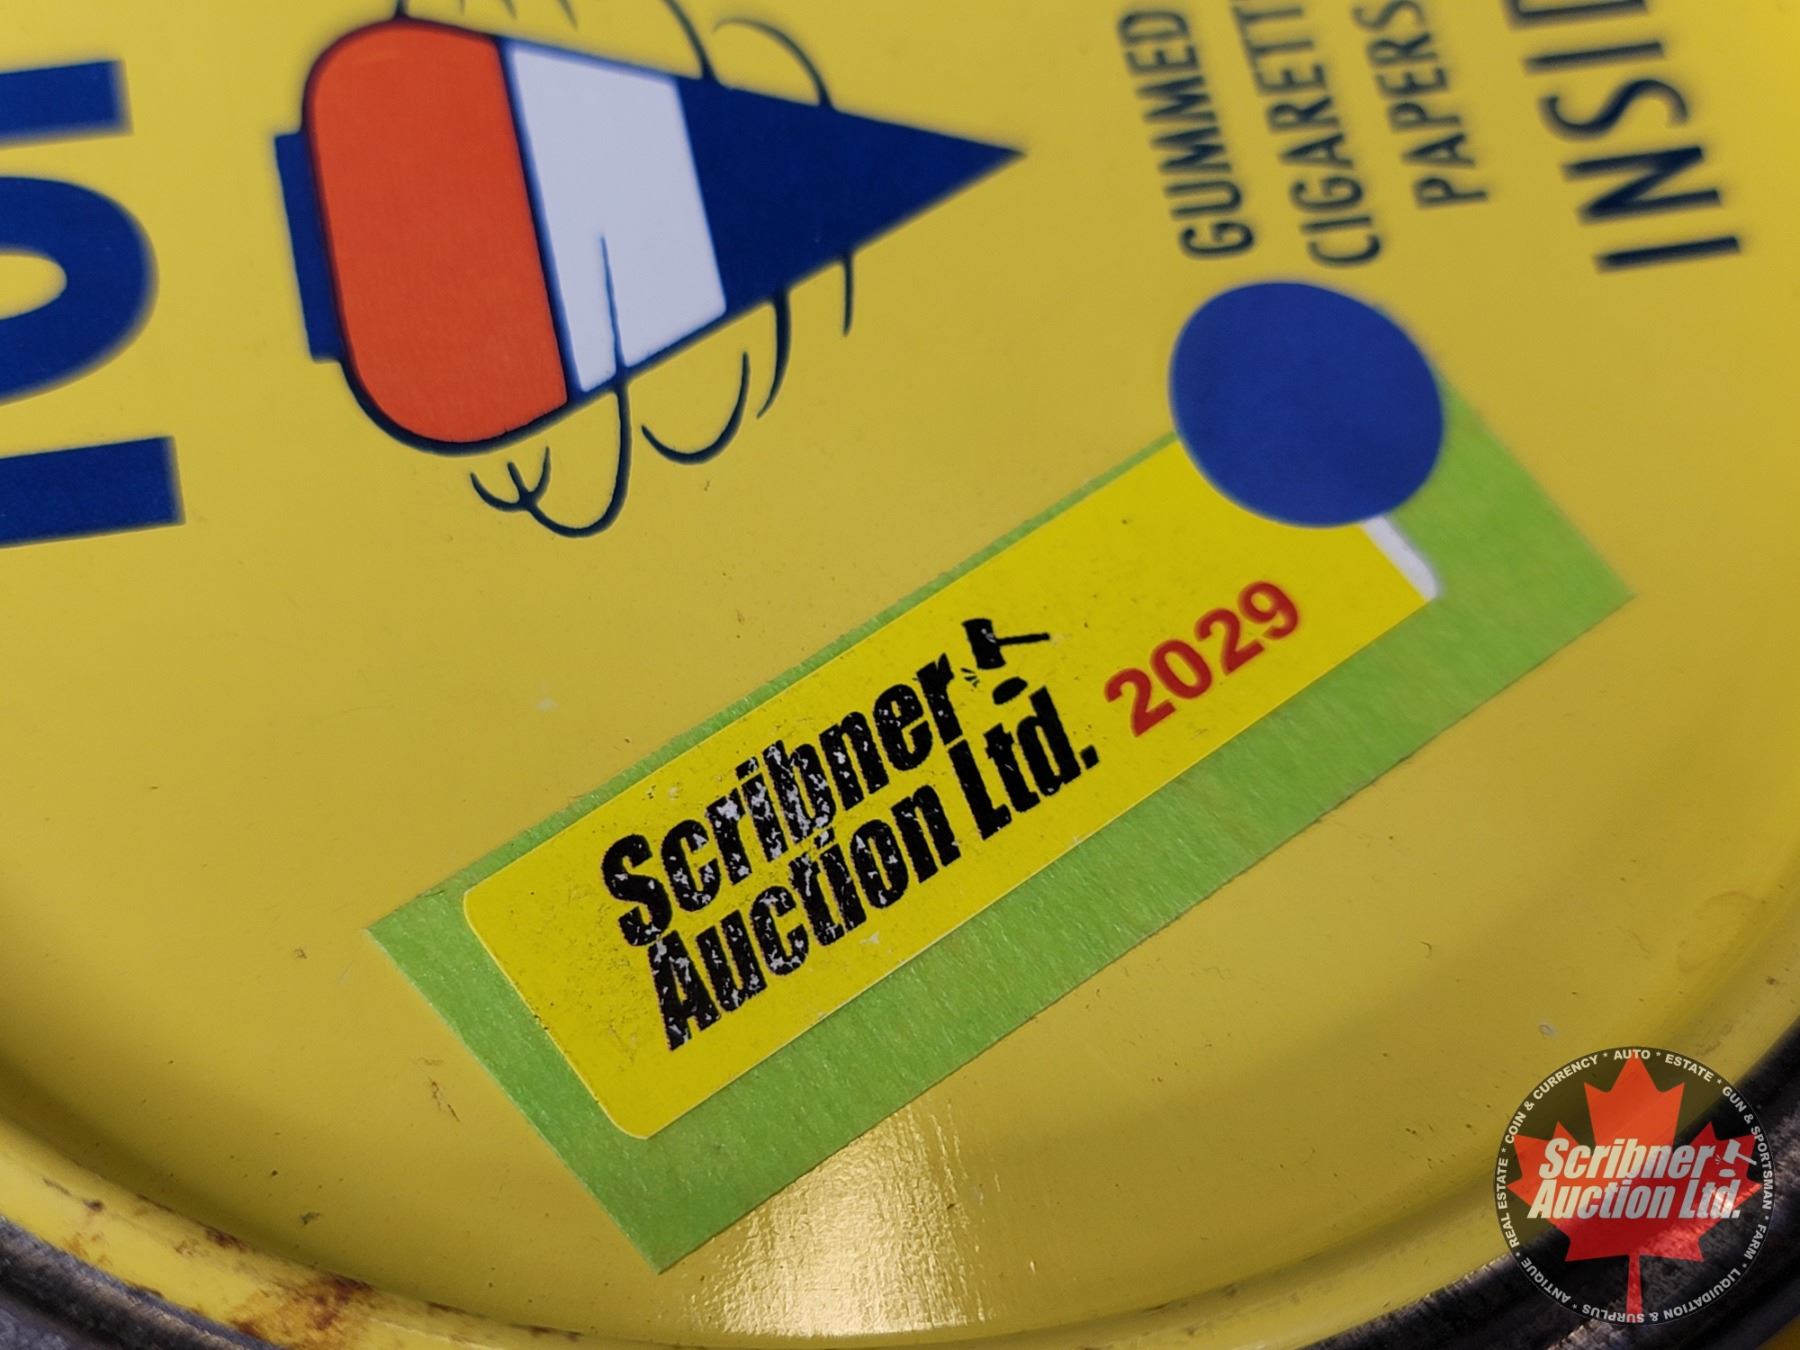 GUMMED
CIGARETT
PAPERS
INSID
Scribner
Auction Ltd.
2029
Scribner
Auction Ltd.
ANTIQUE * REAL ESTATE * COIN & CURRENCY * AUTO * ESTATE * GUN & SPORTSMAN * FARM * LIQUIDATION & SURPLUS *